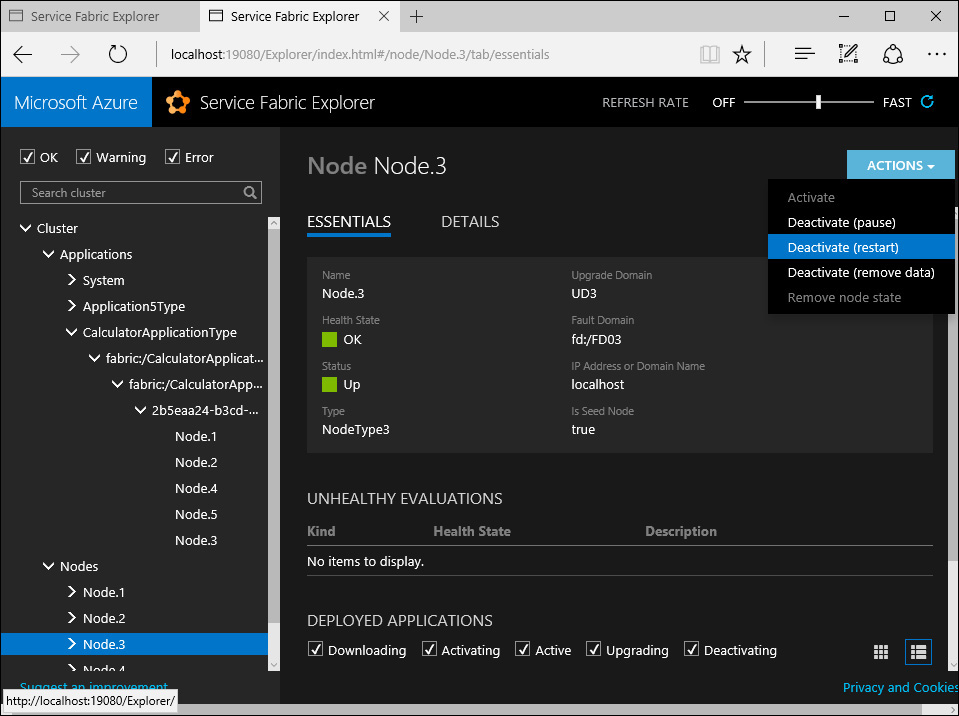 Service Fabric Explorer
Service Fabric Explorer
localhost:19080/Explorer/index.html#/node/Node.3/tab/essentials
Microsoft Azure
Service Fabric Explorer
REFRESH RATE OFF FAST
OK Warning Error
Search cluster
Cluster
Applications
System
Application5Type
CalculatorApplicationType
fabric:/CalculatorApplicat...
fabric:/CalculatorApp...
2b5eaa24-b3cd-...
Node.1
Node.2
Node.4
Node.5
Node.3
Nodes
Node.1
Node.2
Node.3
Node.4
Suggest an improvement
http://localhost:19080/Explorer/
Node Node.3
ACTIONS
Activate
Deactivate (pause)
Deactivate (restart)
Deactivate (remove data)
Remove node state
ESSENTIALS DETAILS
Name Upgrade Domain
Node.3 UD3
Health State Fault Domain
OK fd:/FD03
Status IP Address or Domain Name
Up localhost
Type Is Seed Node
NodeType3 true
UNHEALTHY EVALUATIONS
Kind Health State Description
No items to display.
DEPLOYED APPLICATIONS
Downloading Activating Active Upgrading Deactivating
Privacy and Cookies